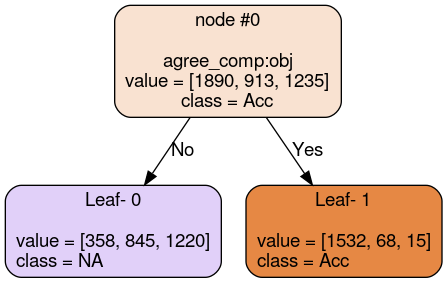 node #0
agree_comp:obj
value = [1890, 913, 1235]
class = Acc
No
Yes
Leaf- 0
value = [358, 845, 1220]
class = NA
Leaf- 1
value = [1532, 68, 15]
class = Acc